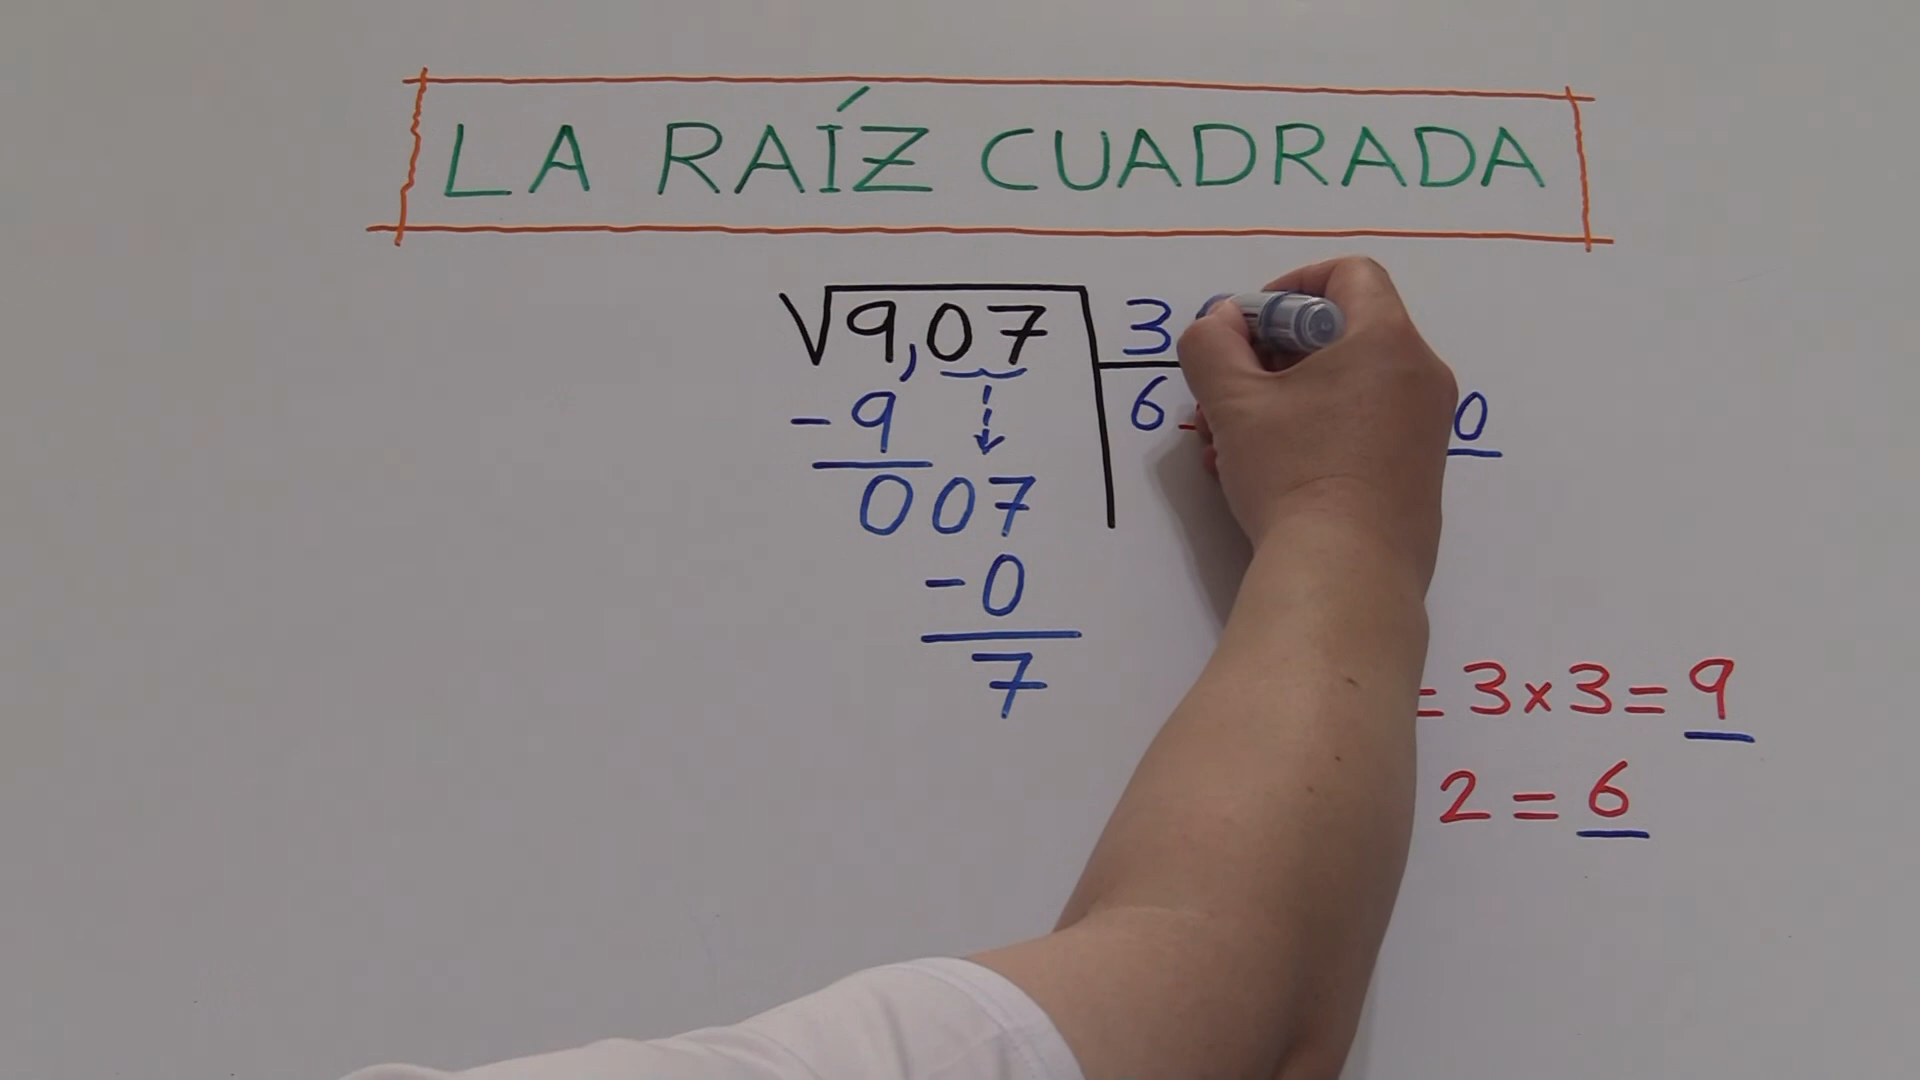 LA RAÍZ CUADRADA
√9,07 3
- 9 6 0
007
- 0
7
= 3 x 3 = 9
2 = 6